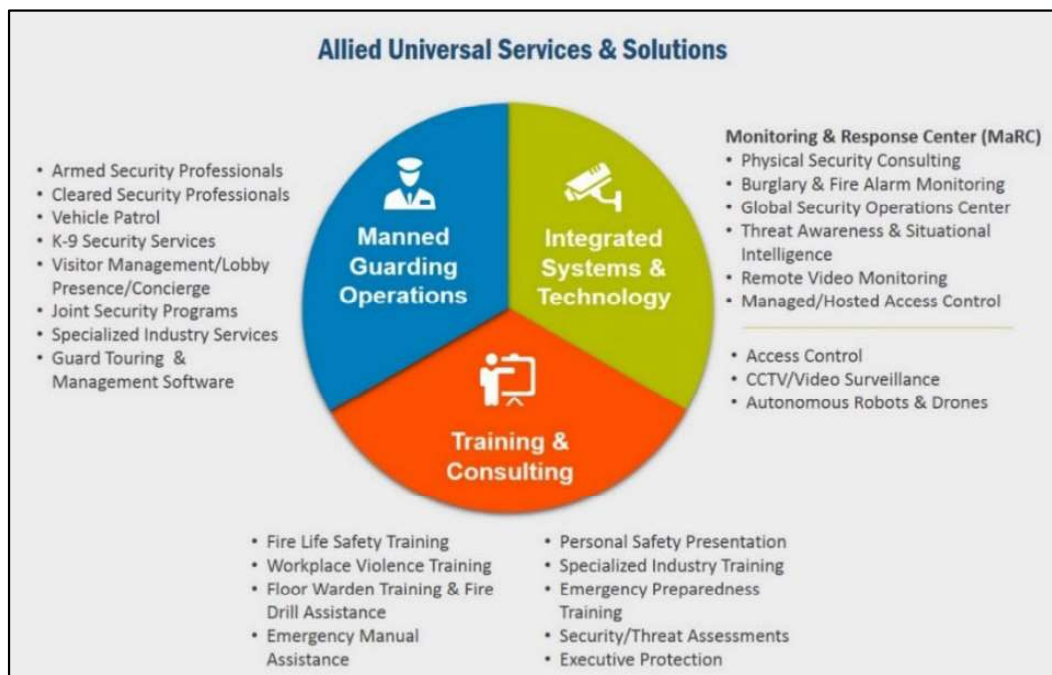 Allied Universal Services & Solutions
• Armed Security Professionals
• Cleared Security Professionals
• Vehicle Patrol
• K-9 Security Services
• Visitor Management/Lobby
Presence/Concierge
• Joint Security Programs
• Specialized Industry Services
• Guard Touring &
Management Software
Manned
Guarding
Operations
Integrated
Systems &
Technology
Training &
Consulting
Monitoring & Response Center (MaRC)
• Physical Security Consulting
• Burglary & Fire Alarm Monitoring
• Global Security Operations Center
• Threat Awareness & Situational
Intelligence
• Remote Video Monitoring
• Managed/Hosted Access Control
• Access Control
• CCTV/Video Surveillance
• Autonomous Robots & Drones
• Fire Life Safety Training
• Workplace Violence Training
• Floor Warden Training & Fire
Drill Assistance
• Emergency Manual
Assistance
• Personal Safety Presentation
• Specialized Industry Training
• Emergency Preparedness
Training
• Security/Threat Assessments
• Executive Protection